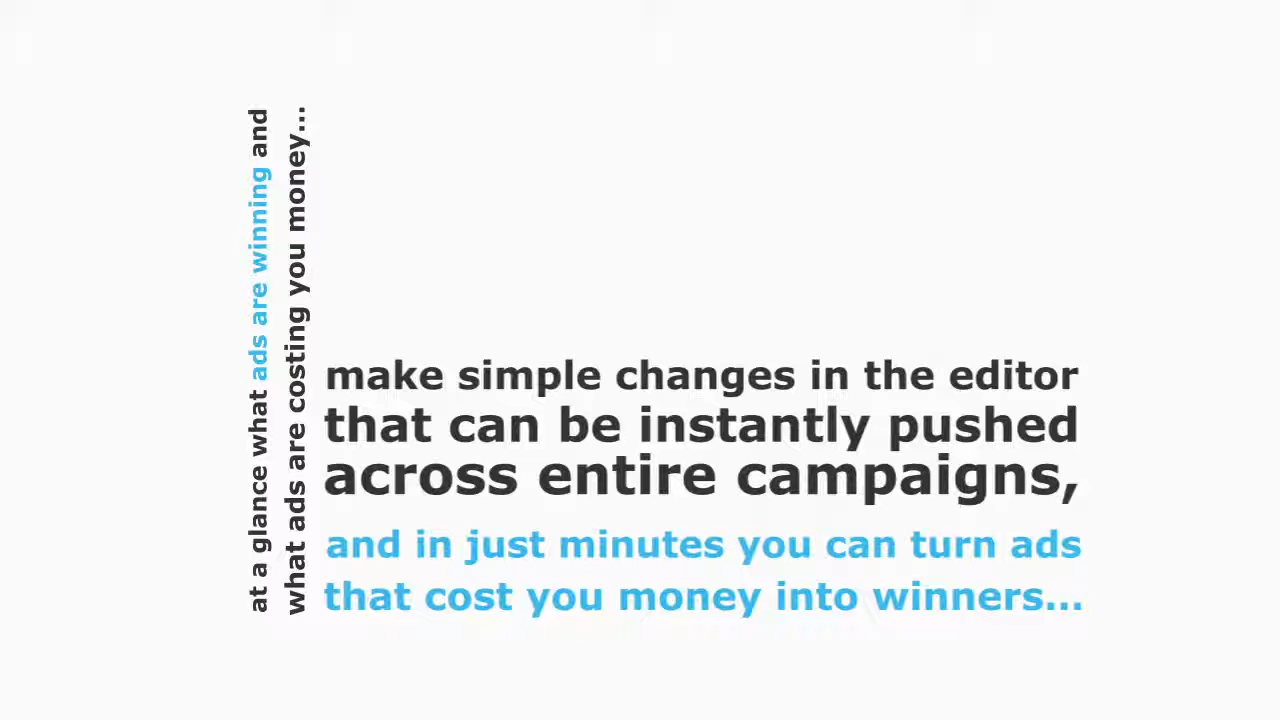 at a glance what ads are winning and
what ads are costing you money...
make simple changes in the editor
that can be instantly pushed
across entire campaigns,
and in just minutes you can turn ads
that cost you money into winners...